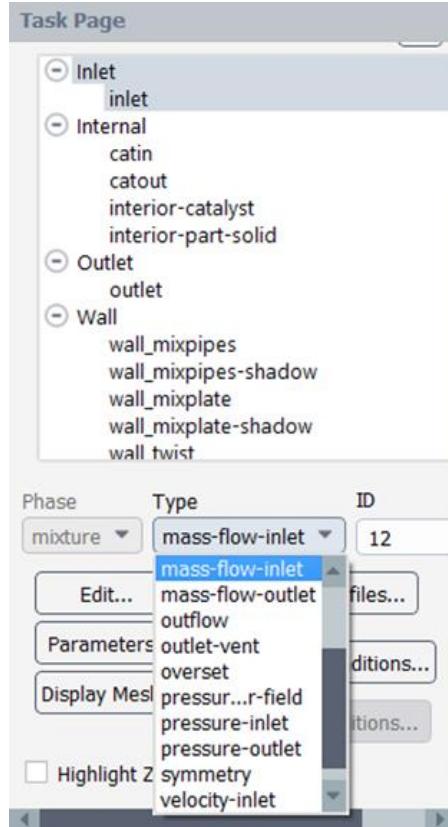 Task Page
Inlet
inlet
Internal
catin
catout
interior-catalyst
interior-part-solid
Outlet
outlet
Wall
wall_mixpipes
wall_mixpipes-shadow
wall_mixplate
wall_mixplate-shadow
wall_twist
Phase Type ID
mixture mass-flow-inlet 12
mass-flow-inlet
Edit... mass-flow-outlet files...
outflow
Parameters outlet-vent
overset ditions...
Display Mesl pressur...r-field
pressure-inlet itions...
pressure-outlet
Highlight Z symmetry
velocity-inlet